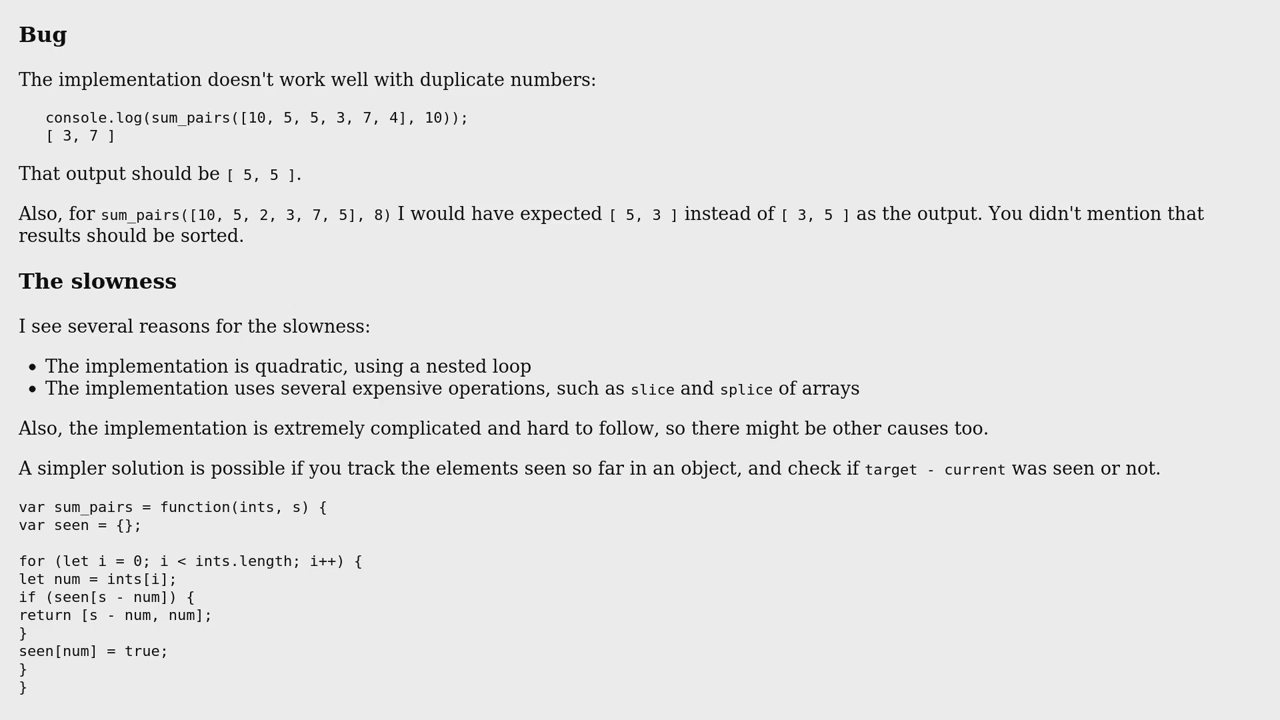 Bug
The implementation doesn't work well with duplicate numbers:
console.log(sum_pairs([10, 5, 5, 3, 7, 4], 10));
[ 3, 7 ]
That output should be [ 5, 5 ].
Also, for sum_pairs([10, 5, 2, 3, 7, 5], 8) I would have expected [ 5, 3 ] instead of [ 3, 5 ] as the output. You didn't mention that
results should be sorted.
The slowness
I see several reasons for the slowness:
• The implementation is quadratic, using a nested loop
• The implementation uses several expensive operations, such as slice and splice of arrays
Also, the implementation is extremely complicated and hard to follow, so there might be other causes too.
A simpler solution is possible if you track the elements seen so far in an object, and check if target - current was seen or not.
var sum_pairs = function(ints, s) {
var seen = {};
for (let i = 0; i < ints.length; i++) {
let num = ints[i];
if (seen[s - num]) {
return [s - num, num];
}
seen[num] = true;
}
}